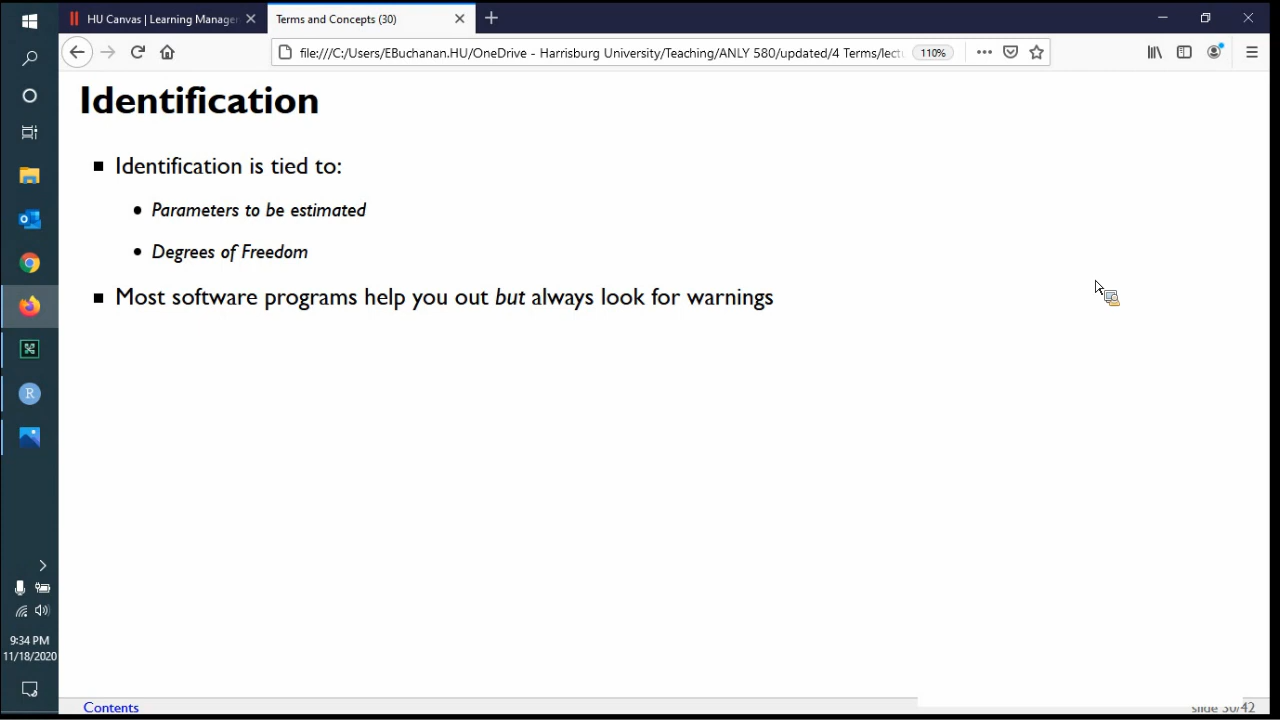 HU Canvas | Learning Manage
Terms and Concepts (30)
file:///C:/Users/EBuchanan.HU/OneDrive - Harrisburg University/Teaching/ANLY 580/updated/4 Terms/lect
110%
Identification
Identification is tied to:
Parameters to be estimated
Degrees of Freedom
Most software programs help you out but always look for warnings
9:34 PM
11/18/2020
Contents
slide 30/42